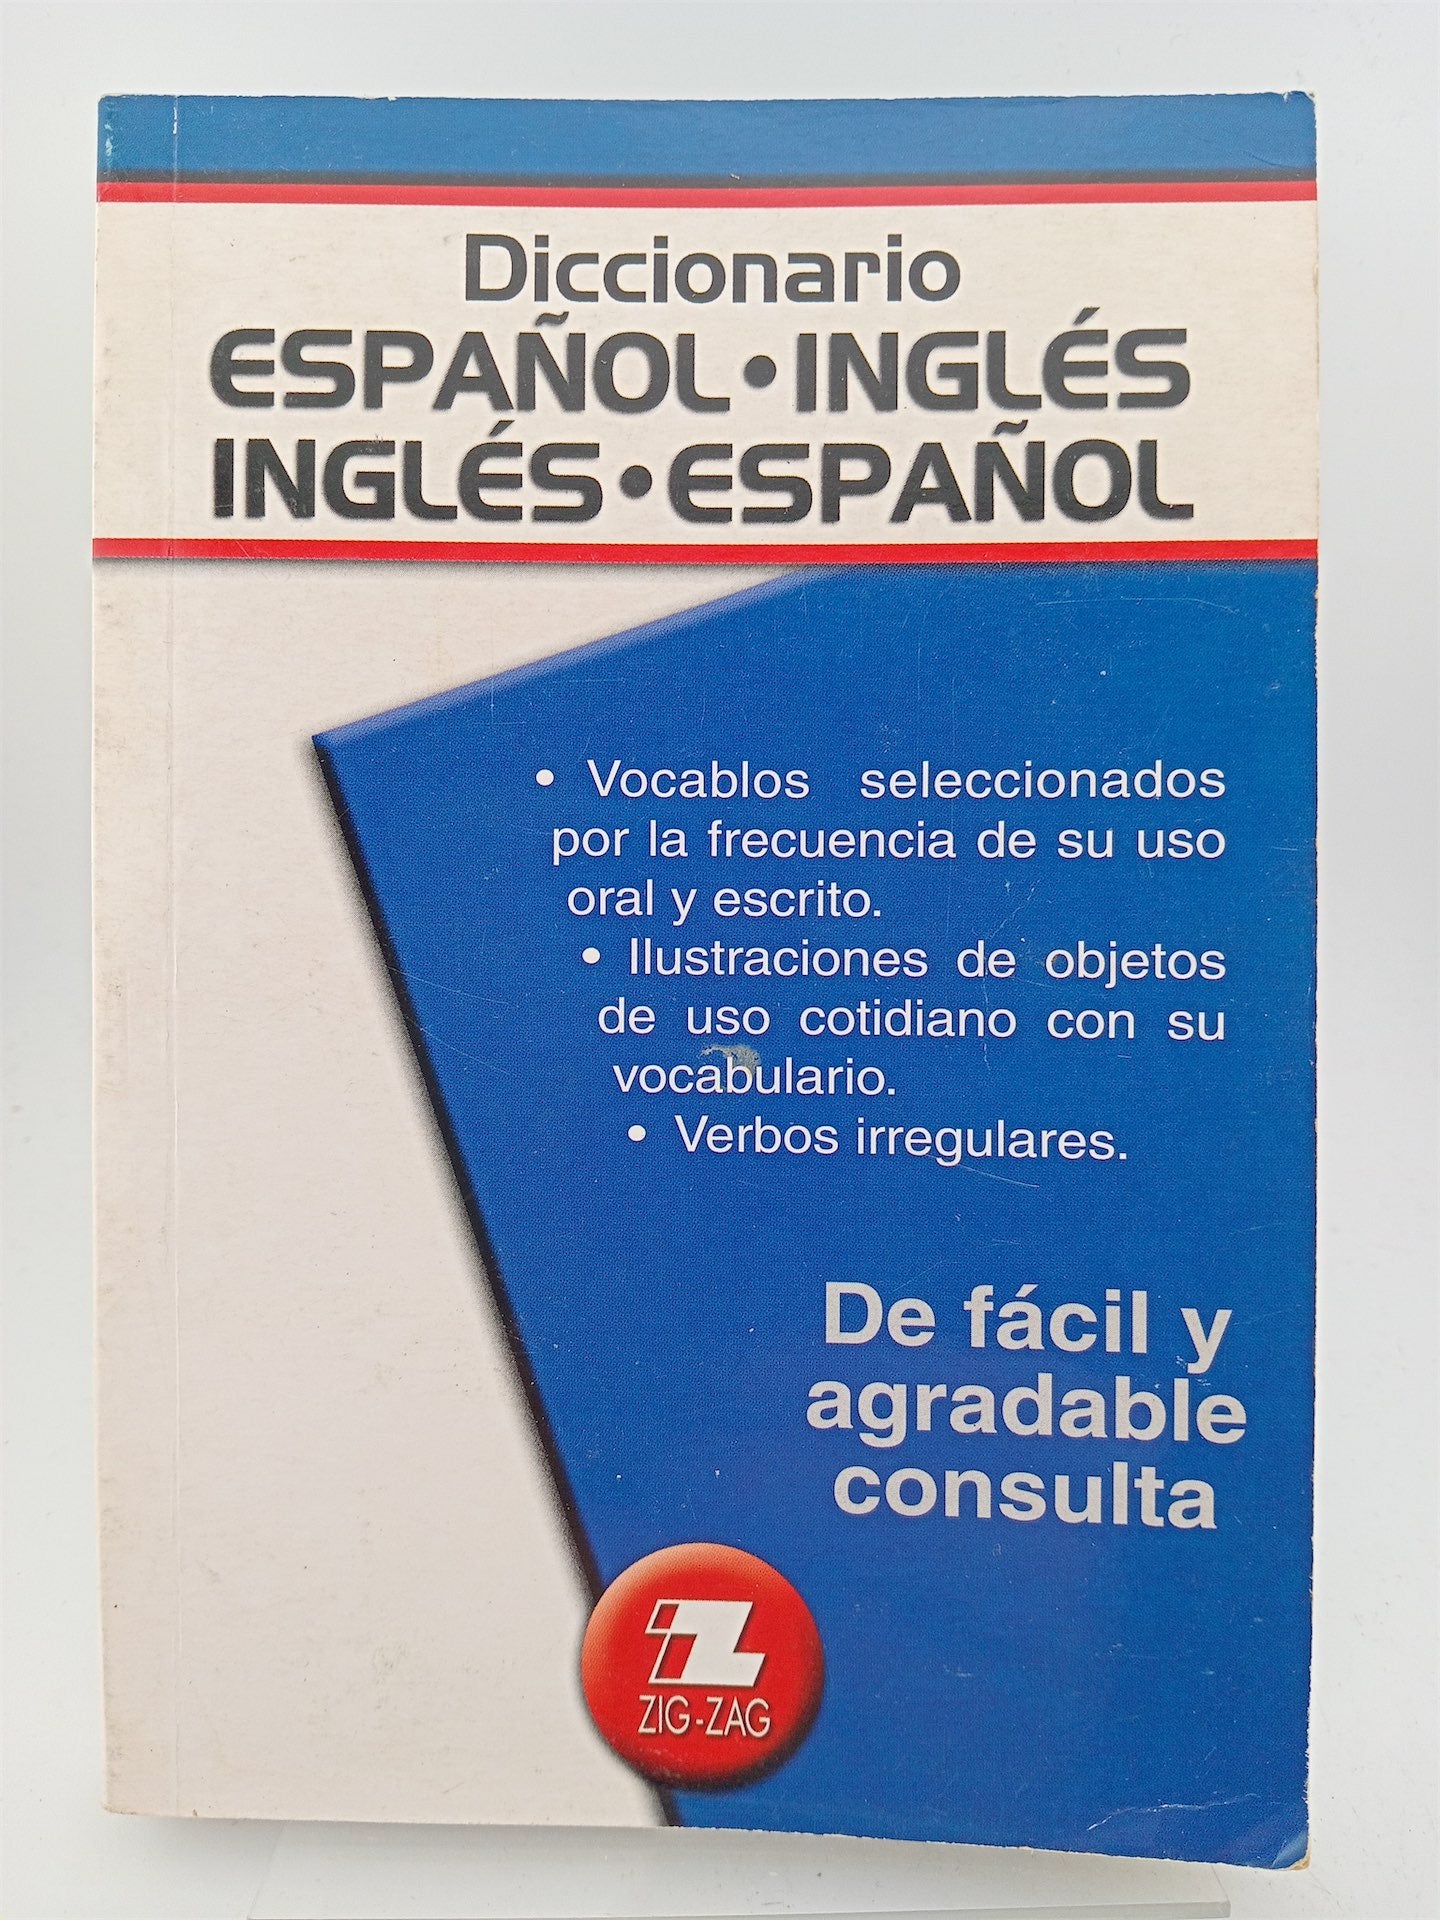 Diccionario
ESPAÑOL•INGLÉS
INGLÉS•ESPAÑOL
• Vocablos seleccionados
por la frecuencia de su uso
oral y escrito.
• Ilustraciones de objetos
de uso cotidiano con su
vocabulario.
• Verbos irregulares.
De fácil y
agradable
consulta
ZIG-ZAG